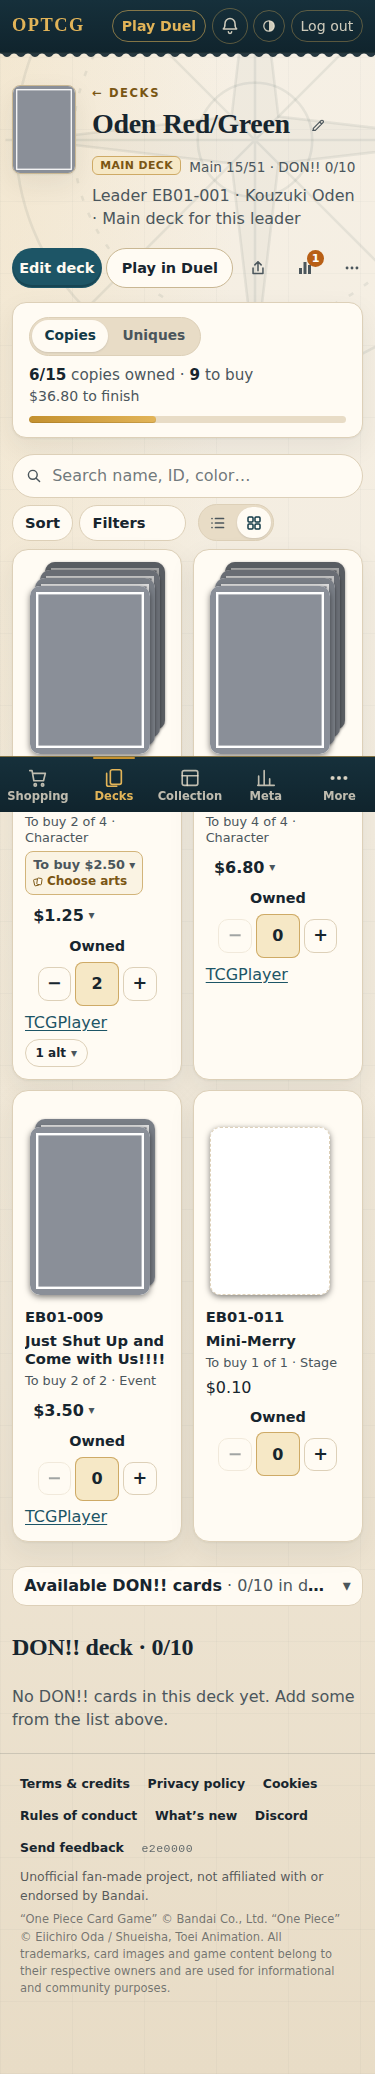 OPTCG
Play Duel
Log out
← DECKS
Oden Red/Green
MAIN DECK Main 15/51 · DON!! 0/10
Leader EB01-001 · Kouzuki Oden
· Main deck for this leader
Edit deck
Play in Duel
1
Copies Uniques
6/15 copies owned · 9 to buy
$36.80 to finish
Search name, ID, color…
Sort
Filters
Shopping Decks Collection Meta More
To buy 2 of 4 ·
Character
To buy $2.50 ▾
Choose arts
$1.25 ▾
Owned
− 2 +
TCGPlayer
1 alt ▾
To buy 4 of 4 ·
Character
$6.80 ▾
Owned
− 0 +
TCGPlayer
EB01-009
Just Shut Up and
Come with Us!!!!
To buy 2 of 2 · Event
$3.50 ▾
Owned
− 0 +
TCGPlayer
EB01-011
Mini-Merry
To buy 1 of 1 · Stage
$0.10
Owned
− 0 +
Available DON!! cards · 0/10 in d… ▾
DON!! deck · 0/10
No DON!! cards in this deck yet. Add some
from the list above.
Terms & credits Privacy policy Cookies
Rules of conduct What’s new Discord
Send feedback e2e0000
Unofficial fan-made project, not affiliated with or
endorsed by Bandai.
“One Piece Card Game” © Bandai Co., Ltd. “One Piece”
© Eiichiro Oda / Shueisha, Toei Animation. All
trademarks, card images and game content belong to
their respective owners and are used for informational
and community purposes.